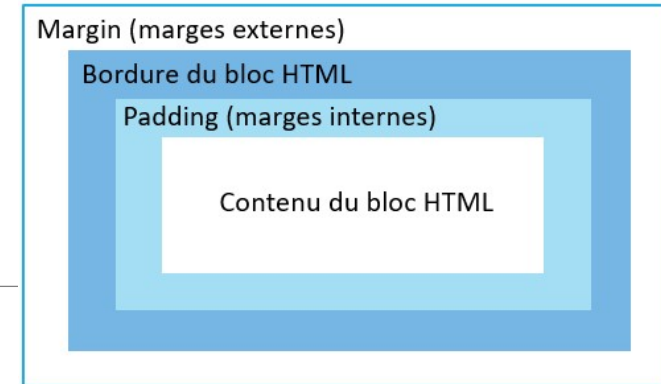 Margin (marges externes)
Bordure du bloc HTML
Padding (marges internes)
Contenu du bloc HTML